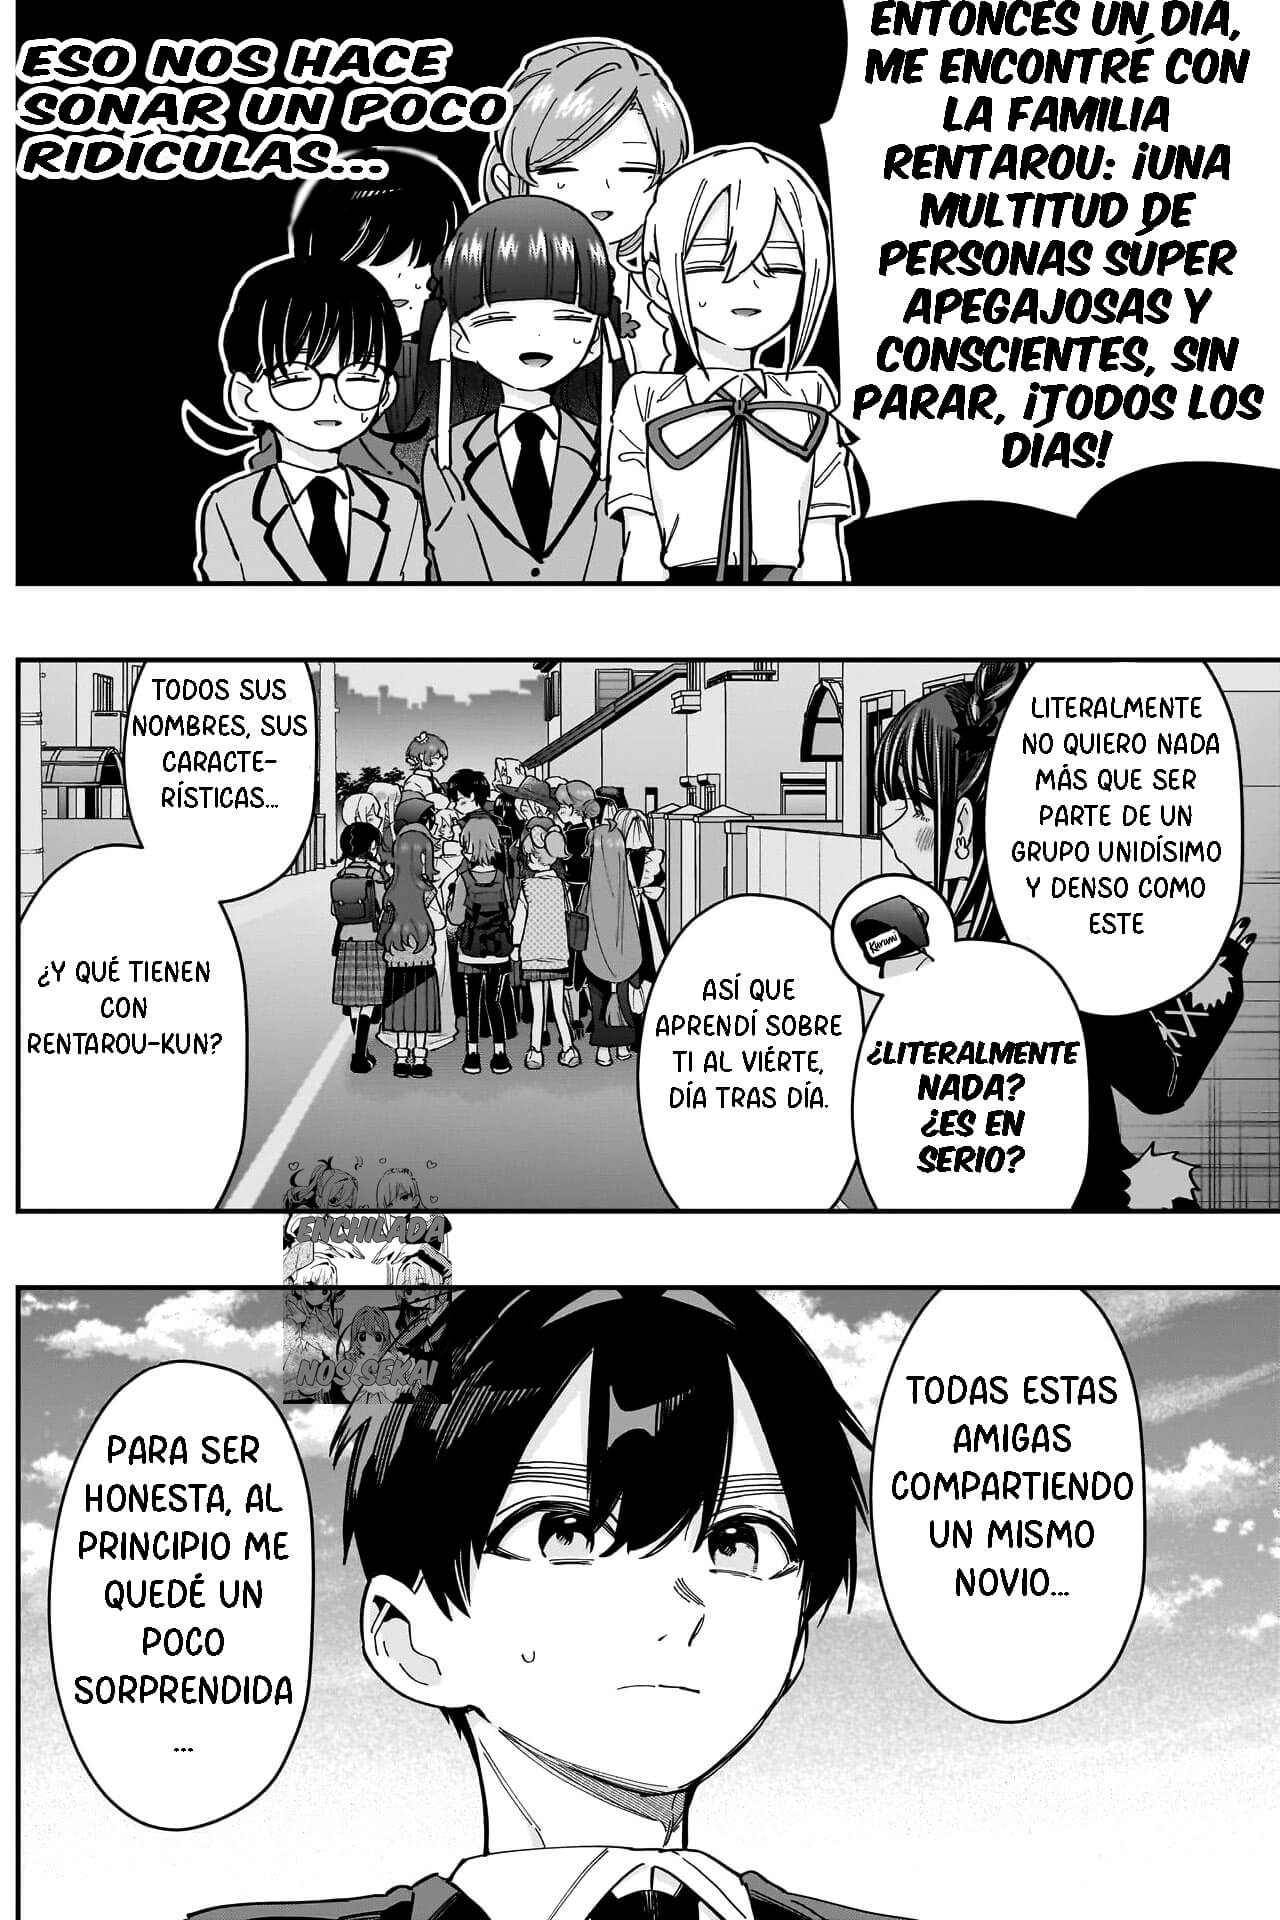 ENTONCES UN DIA,
ME ENCONTRÉ CON
LA FAMILIA
RENTAROU: ¡UNA
MULTITUD DE
PERSONAS SÚPER
APEGAJOSAS Y
CONSCIENTES, SIN
PARAR, ¡TODOS LOS
DIAS!
ESO NOS HACE
SONAR UN POCO
RIDÍCULAS...
LITERALMENTE
NO QUIERO NADA
MÁS QUE SER
PARTE DE UN
GRUPO UNIDÍSIMO
Y DENSO COMO
ESTE
Kurumi
¿LITERALMENTE
NADA?
¿ES EN
SERIO?
ASÍ QUE
APRENDÍ SOBRE
TI AL VIÉRTE,
DÍA TRAS DÍA.
TODOS SUS
NOMBRES, SUS
CARACTE-
RÍSTICAS...
¿Y QUÉ TIENEN
CON
RENTAROU-KUN?
ENCHILADA
NOS SEKAI
TODAS ESTAS
AMIGAS
COMPARTIENDO
UN MISMO
NOVIO...
PARA SER
HONESTA, AL
PRINCIPIO ME
QUEDÉ UN
POCO
SORPRENDIDA
...